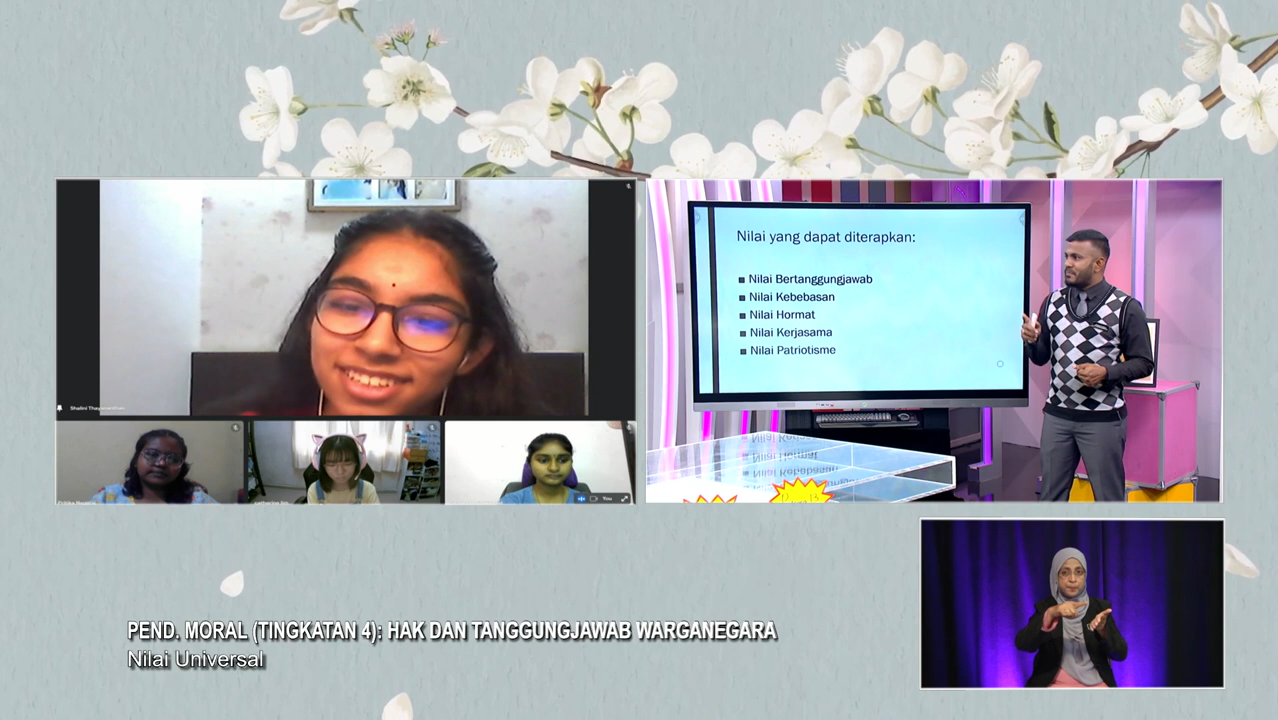 Nilai yang dapat diterapkan:
Nilai Bertanggungjawab
Nilai Kebebasan
Nilai Hormat
Nilai Kerjasama
Nilai Patriotisme
You
PEND. MORAL (TINGKATAN 4): HAK DAN TANGGUNGJAWAB WARGANEGARA
Nilai Universal